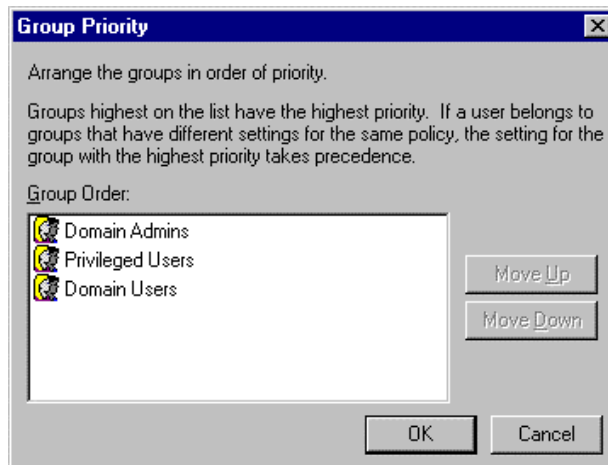 Group Priority
Arrange the groups in order of priority.
Groups highest on the list have the highest priority. If a user belongs to
groups that have different settings for the same policy, the setting for the
group with the highest priority takes precedence.
Group Order:
Domain Admins
Privileged Users
Domain Users
Move Up
Move Down
OK
Cancel